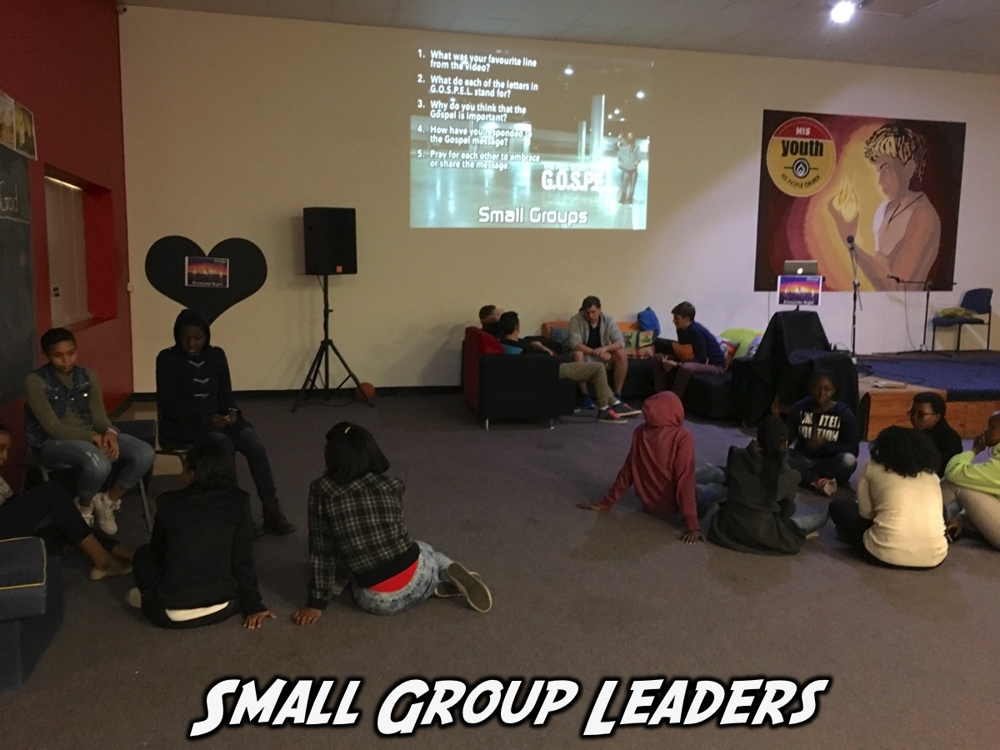 1. What was your favourite line
from the video?
2. What do each of the letters in
G.O.S.P.E.L. stand for?
3. Why do you think that the
Gospel is important?
4. How have you responded to
the Gospel message?
5. Pray for each other to embrace
or share the message.
G.O.S.P.E.
Small Groups
HIS
youth
HIS PEOPLE CHURCH
God
Encounter Night
UNITED
Small Group Leaders